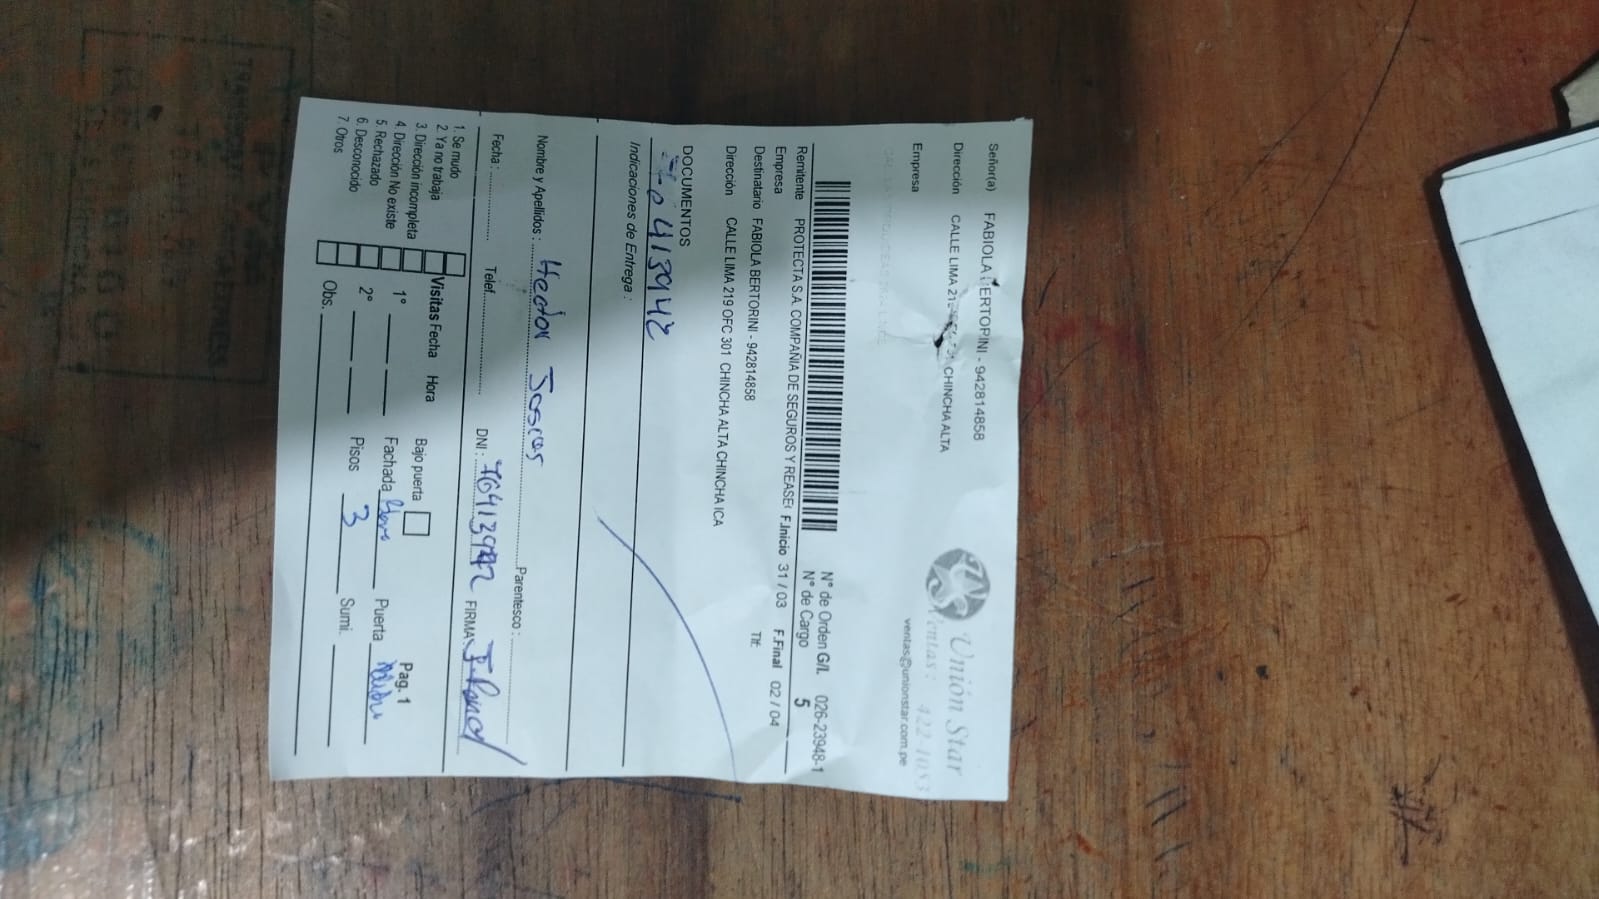 Señor(a) FABIOLA BERTORINI - 942814858
Unión Star
Dirección CALLE LIMA 21 CHINCHA ALTA
Ventas: 422 1053
Empresa
ventas@unionstar.com.pe
N° de Orden G/I. 026-23948-1
N° de Cargo 5
Remitente PROTECTA S.A. COMPAÑIA DE SEGUROS Y REASE F.Inicio 31 / 03 F.Final 02 / 04
Empresa
Destinatario FABIOLA BERTORINI - 942814858 Tlf:
Dirección CALLE LIMA 219 OFC 301 CHINCHA ALTA CHINCHA ICA
DOCUMENTOS
Indicaciones de Entrega :
Nombre y Apellidos : Hector Parentesco :
Fecha : Telef. DNI : FIRMA
1. Se mudo
2. Ya no trabaja
3. Dirección incompleta
4. Dirección No existe
5. Rechazado
6. Desconocido
7. Otros
Visitas Fecha Hora Bajo puerta Pag. 1
1° Fachada Puerta
2° Pisos 3 Sumi.
Obs.